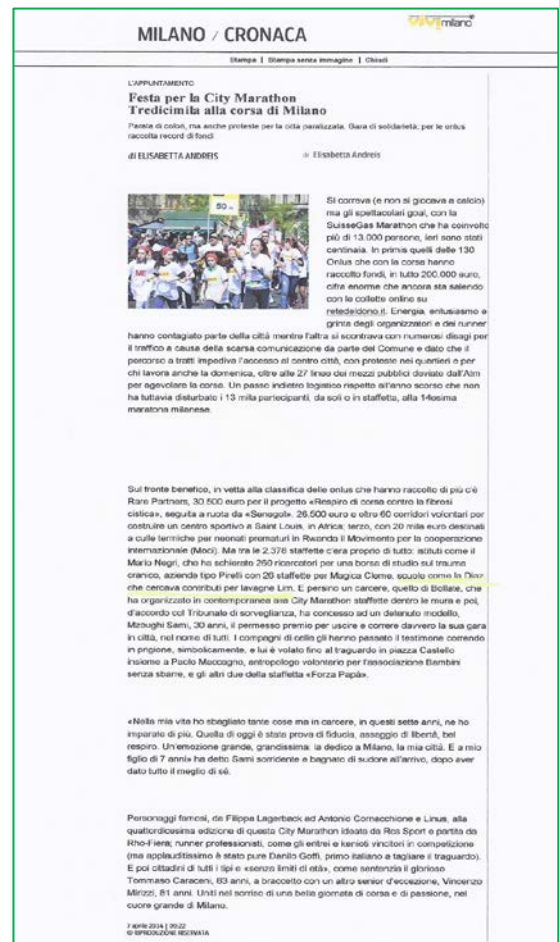 ViVimilano
MILANO / CRONACA
Stampa | Stampa senza immagine | Chiudi
L'APPUNTAMENTO
Festa per la City Marathon
Tredicimila alla corsa di Milano
Parata di colori, ma anche proteste per la città paralizzata. Gara di solidarietà: per le onlus
raccolta record di fondi
di ELISABETTA ANDREIS
di Elisabetta Andreis
50
Si correva (e non si giocava a calcio)
ma gli spettacolari goal, con la
SuisseGas Marathon che ha coinvolto
più di 13.000 persone, ieri sono stati
centinaia. In primis quelli delle 130
Onlus che con la corsa hanno
raccolto fondi, in tutto 200.000 euro,
cifra enorme che ancora sta salendo
con le collette online su
retedeldono.it. Energia, entusiasmo e
grinta degli organizzatori e dei runner
hanno contagiato parte della città mentre l'altra si scontrava con numerosi disagi per
il traffico a causa della scarsa comunicazione da parte del Comune e dato che il
percorso a tratti impediva l'accesso al centro città, con proteste nei quartieri e per
chi lavora anche la domenica, oltre alle 27 linee dei mezzi pubblici deviate dall'Atm
per agevolare la corsa. Un passo indietro logistico rispetto all'anno scorso che non
ha tuttavia disturbato i 13 mila partecipanti, da soli o in staffetta, alla 14esima
maratona milanese.
Sul fronte benefico, in vetta alla classifica delle onlus che hanno raccolto di più c'è
Rare Partners, 30.500 euro per il progetto «Respiro di corsa contro la fibrosi
cistica», seguita a ruota da «Senegol», 26.500 euro e oltre 60 corridori volontari per
costruire un centro sportivo a Saint Louis, in Africa; terzo, con 20 mila euro destinati
a culle termiche per neonati prematuri in Rwanda il Movimento per la cooperazione
internazionale (Moci). Ma tra le 2.378 staffette c'era proprio di tutto: istituti come il
Mario Negri, che ha schierato 260 ricercatori per una borsa di studio sul trauma
cranico, aziende tipo Pirelli con 26 staffette per Magica Cleme, scuole come la Diaz
che cercava contributi per lavagne Lim. E persino un carcere, quello di Bollate, che
ha organizzato in contemporanea alla City Marathon staffette dentro le mura e poi,
d'accordo col Tribunale di sorveglianza, ha concesso ad un detenuto modello,
Mzoughi Sami, 30 anni, il permesso premio per uscire e correre davvero la sua gara
in città, nel nome di tutti. I compagni di cella gli hanno passato il testimone correndo
in prigione, simbolicamente, e lui è volato fino al traguardo in piazza Castello
insieme a Paolo Maccagno, antropologo volontario per l'associazione Bambini
senza sbarre, e gli altri due della staffetta «Forza Papà».
«Nella mia vita ho sbagliato tante cose ma in carcere, in questi sette anni, ne ho
imparate di più. Quella di oggi è stata prova di fiducia, assaggio di libertà, bel
respiro. Un'emozione grande, grandissima: la dedico a Milano, la mia città. E a mio
figlio di 7 anni» ha detto Sami sorridente e bagnato di sudore all'arrivo, dopo aver
dato tutto il meglio di sé.
Personaggi famosi, da Filippa Lagerback ad Antonio Cornacchione e Linus, alla
quattordicesima edizione di questa City Marathon ideata da Rcs Sport e partita da
Rho-Fiera; runner professionisti, come gli eritrei e kenioti vincitori in competizione
(ma applauditissimo è stato pure Danilo Goffi, primo italiano a tagliare il traguardo).
E poi cittadini di tutti i tipi e «senza limiti di età», come sentenzia il glorioso
Tommaso Caraceni, 63 anni, a braccetto con un altro senior d'eccezione, Vincenzo
Mirizzi, 81 anni. Uniti nel sorriso di una bella giornata di corsa e di passione, nel
cuore grande di Milano.
7 aprile 2014 | 09:22
© RIPRODUZIONE RISERVATA